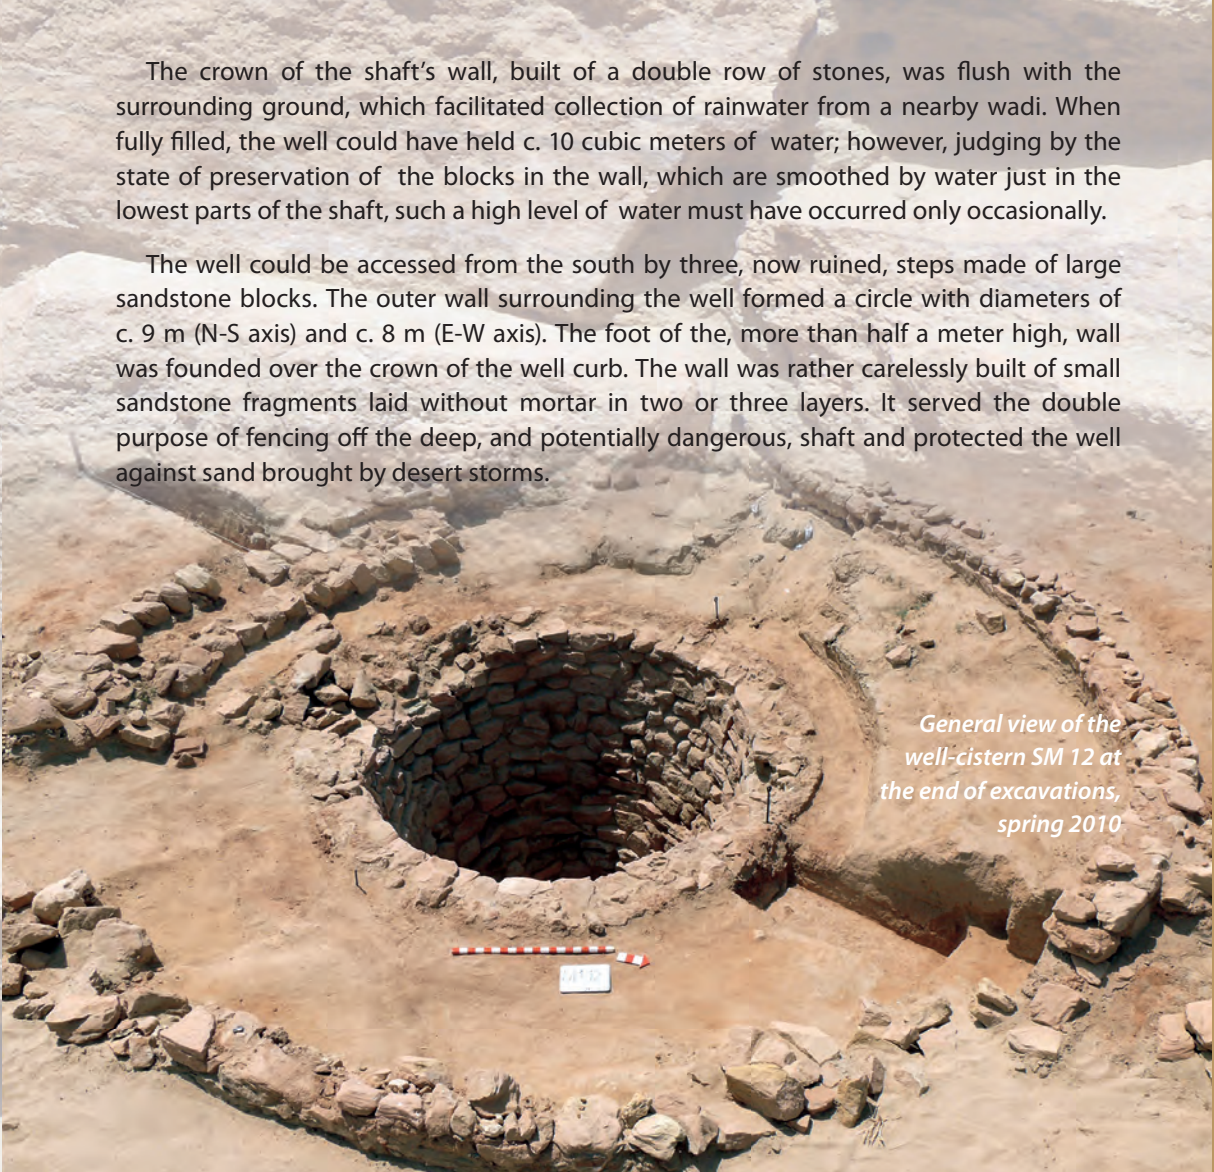 The crown of the shaft’s wall, built of a double row of stones, was flush with the
surrounding ground, which facilitated collection of rainwater from a nearby wadi. When
fully filled, the well could have held c. 10 cubic meters of water; however, judging by the
state of preservation of the blocks in the wall, which are smoothed by water just in the
lowest parts of the shaft, such a high level of water must have occurred only occasionally.
The well could be accessed from the south by three, now ruined, steps made of large
sandstone blocks. The outer wall surrounding the well formed a circle with diameters of
c. 9 m (N-S axis) and c. 8 m (E-W axis). The foot of the, more than half a meter high, wall
was founded over the crown of the well curb. The wall was rather carelessly built of small
sandstone fragments laid without mortar in two or three layers. It served the double
purpose of fencing off the deep, and potentially dangerous, shaft and protected the well
against sand brought by desert storms.
General view of the
well-cistern SM 12 at
the end of excavations,
spring 2010